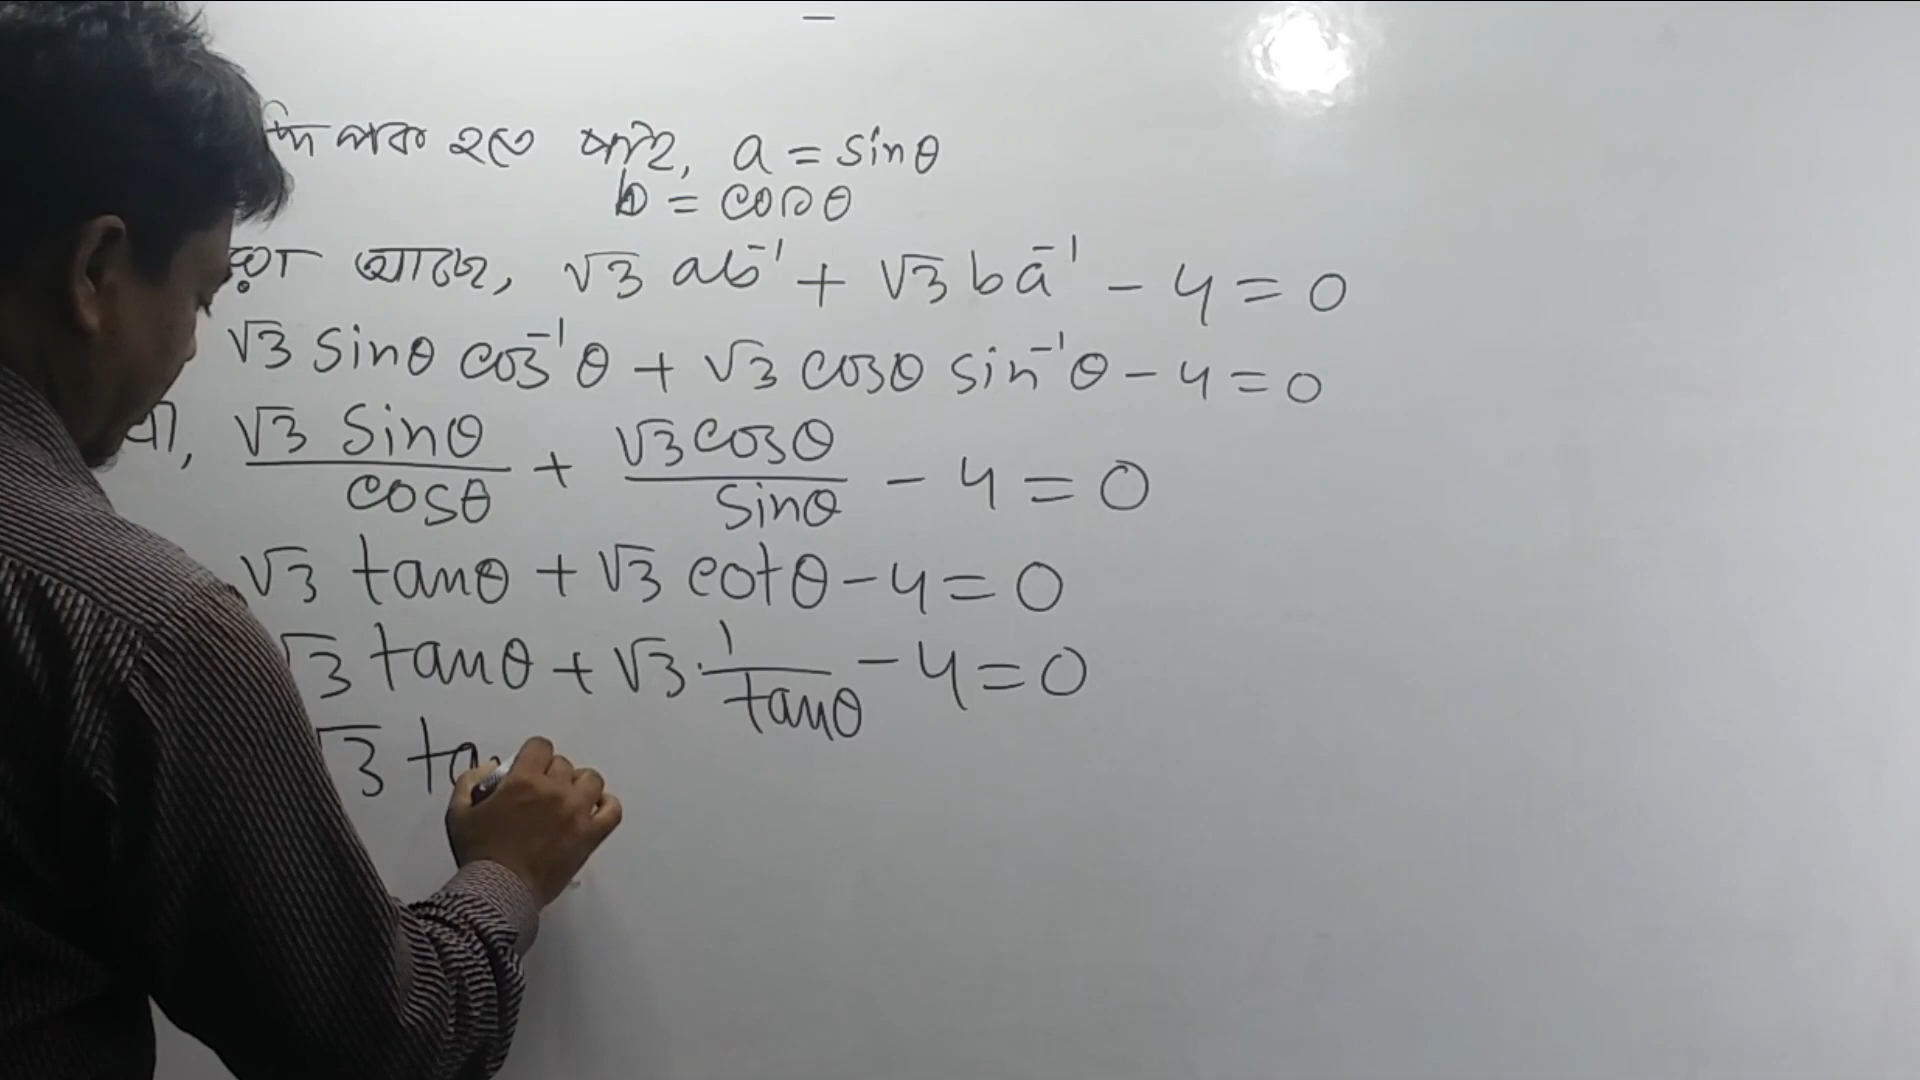 হতে পাই, a = sinθ
b = cosθ
আছে, √3 ab⁻¹ + √3 ba⁻¹ - 4 = 0
√3 sinθ cos⁻¹θ + √3 cosθ sin⁻¹θ - 4 = 0
বা, √3 sinθ/cosθ + √3 cosθ/sinθ - 4 = 0
√3 tanθ + √3 cotθ - 4 = 0
√3 tanθ + √3 · 1/tanθ - 4 = 0
√3 ta